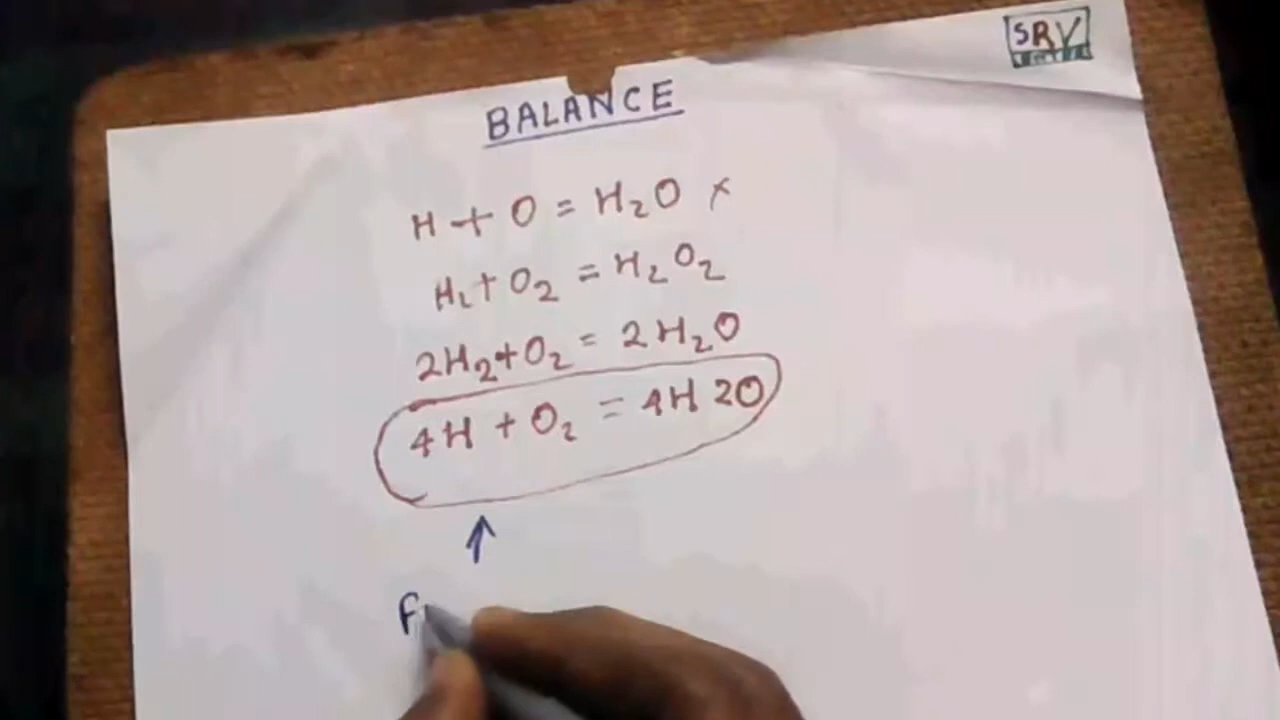 SRV
BALANCE
H + O = H₂O ×
H₂ + O₂ = H₂O₂
2H₂ + O₂ = 2H₂O
4H + O₂ = 4H 2O
F